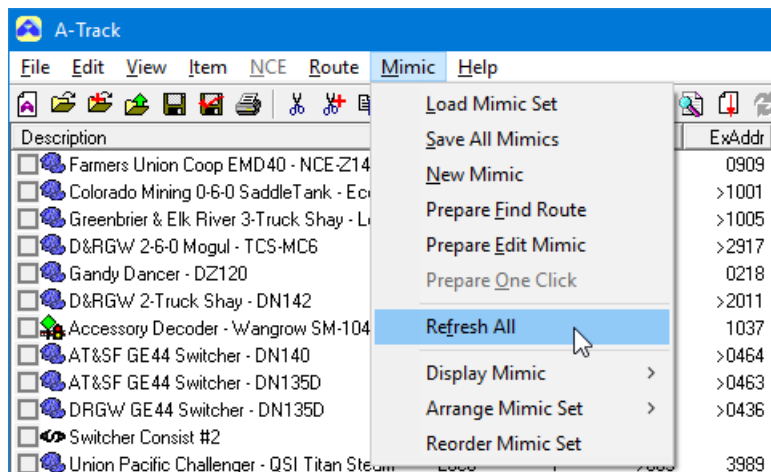 A-Track
File Edit View Item NCE Route Mimic Help
Load Mimic Set
Save All Mimics
New Mimic
Prepare Find Route
Prepare Edit Mimic
Prepare One Click
Refresh All
Display Mimic
Arrange Mimic Set
Reorder Mimic Set
Description ExAddr
Farmers Union Coop EMD40 - NCE-Z14 0909
Colorado Mining 0-6-0 SaddleTank - Ec >1001
Greenbrier & Elk River 3-Truck Shay - L >1005
D&RGW 2-6-0 Mogul - TCS-MC6 >2917
Gandy Dancer - DZ120 0218
D&RGW 2-Truck Shay - DN142 >2011
Accessory Decoder - Wangrow SM-104 1037
AT&SF GE44 Switcher - DN140 >0464
AT&SF GE44 Switcher - DN135D >0463
DRGW GE44 Switcher - DN135D >0436
Switcher Consist #2
Union Pacific Challenger - QSI Titan Steam 3989